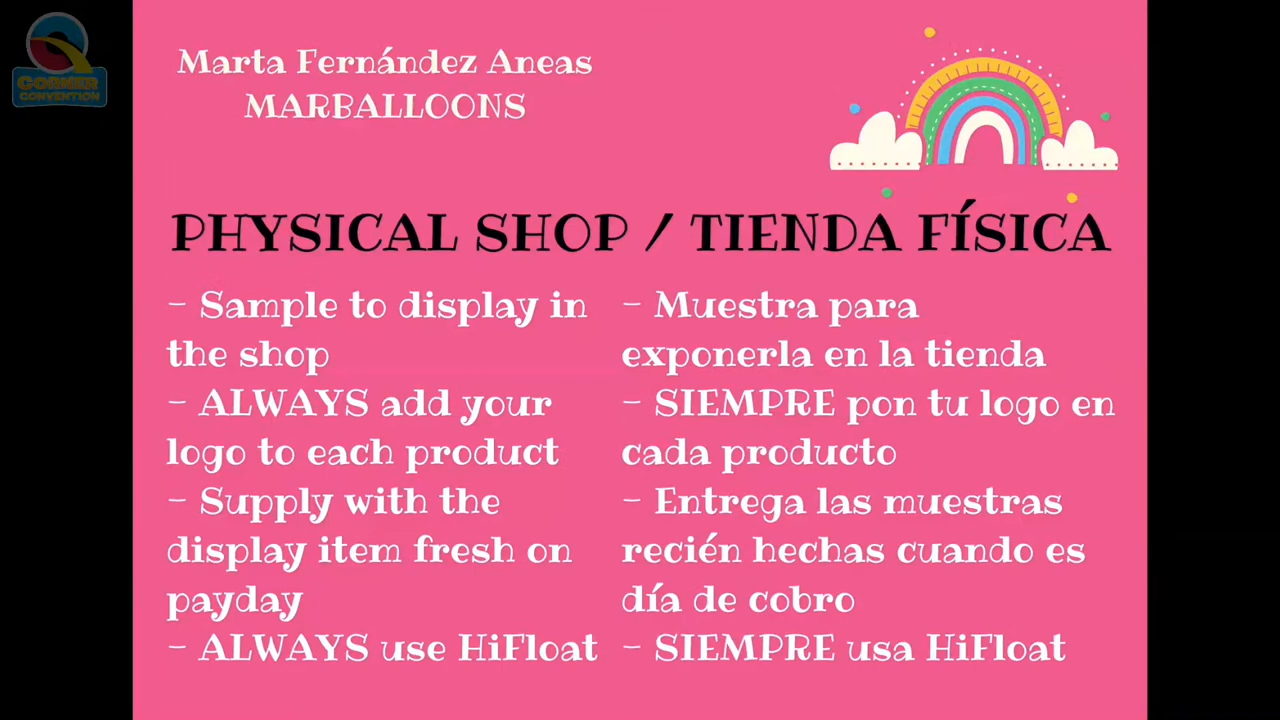 CORNER
CONVENTION
Marta Fernández Aneas
MARBALLOONS
PHYSICAL SHOP / TIENDA FÍSICA
- Sample to display in
the shop
- ALWAYS add your
logo to each product
- Supply with the
display item fresh on
payday
- ALWAYS use HiFloat
- Muestra para
exponerla en la tienda
- SIEMPRE pon tu logo en
cada producto
- Entrega las muestras
recién hechas cuando es
día de cobro
- SIEMPRE usa HiFloat